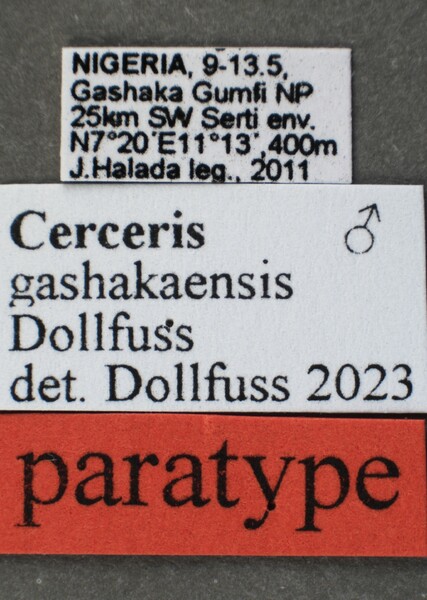 NIGERIA, 9-13.5,
Gashaka Gumfi NP
25km SW Serti env.
N7°20'E11°13',400m
J.Halada leg., 2011
Cerceris ♂
gashakaensis
Dollfuss
det. Dollfuss 2023
paratype